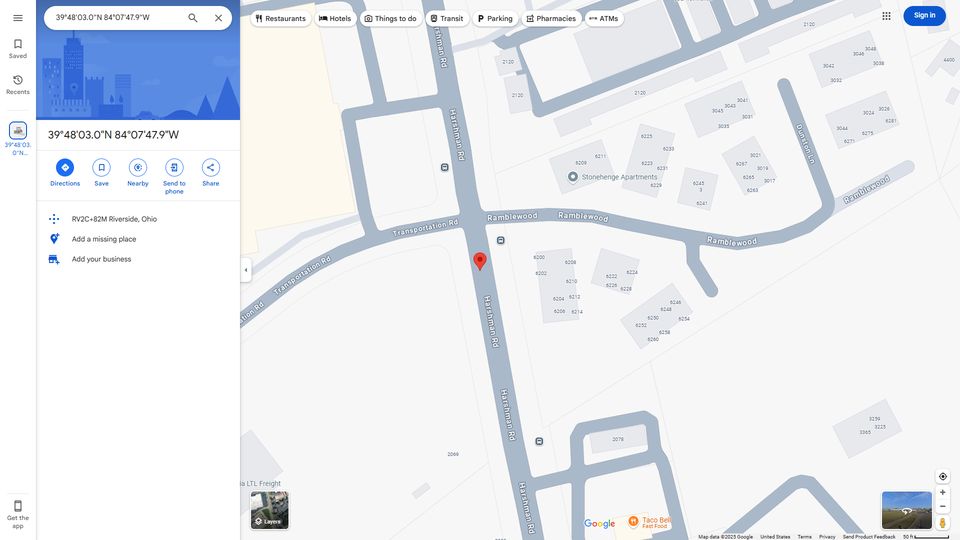 39°48'03.0"N 84°07'47.9"W
Restaurants
Hotels
Things to do
Transit
Parking
Pharmacies
ATMs
Sign in
Saved
Recents
39°48'03.
0"N...
39°48'03.0"N 84°07'47.9"W
Directions
Save
Nearby
Send to
phone
Share
RV2C+82M Riverside, Ohio
Add a missing place
Add your business
Get the
app
Harshman Rd
Harshman Rd
Harshman Rd
Harshman Rd
Harshman Rd
Transportation Rd
Transportation Rd
Ramblewood
Ramblewood
Ramblewood
Ramblewood
Dunston Ln
Stonehenge Apartments
2120
2120
2120
2120
3046
3048
3042
3038
3032
4400
3043
3041
3045
3031
3035
3024
3026
3044
6281
6275
6271
6225
6233
6223
6231
6229
6209
6211
3021
3019
6267
6265
3017
6263
6245
3
6241
6200
6208
6202
6210
6204
6212
6206
6214
6222
6224
6226
6228
6246
6248
6250
6254
6252
6258
6260
2078
2069
3259
3225
3365
ia LTL Freight
Layers
Google
Taco Bell
Fast Food
Map data ©2025 Google
United States
Terms
Privacy
Send Product Feedback
50 ft